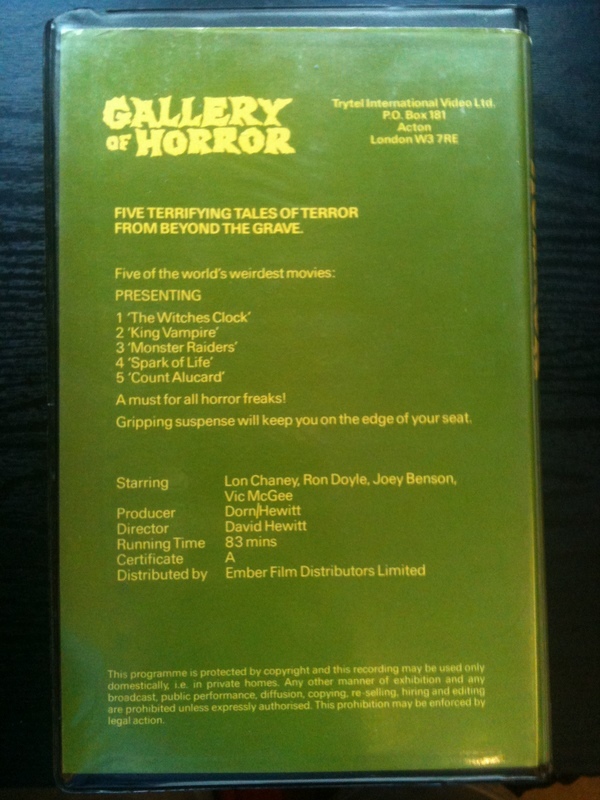 GALLERY
OF HORROR
Trytel International Video Ltd.
P.O. Box 181
Acton
London W3 7RE
FIVE TERRIFYING TALES OF TERROR
FROM BEYOND THE GRAVE.
Five of the world's weirdest movies:
PRESENTING
1 'The Witches Clock'
2 'King Vampire'
3 'Monster Raiders'
4 'Spark of Life'
5 'Count Alucard'
A must for all horror freaks!
Gripping suspense will keep you on the edge of your seat.
Starring Lon Chaney, Ron Doyle, Joey Benson,
Vic McGee
Producer Dorn/Hewitt
Director David Hewitt
Running Time 83 mins
Certificate A
Distributed by Ember Film Distributors Limited
This programme is protected by copyright and this recording may be used only
domestically, i.e. in private homes. Any other manner of exhibition and any
broadcast, public performance, diffusion, copying, re-selling, hiring and editing
are prohibited unless expressly authorised. This prohibition may be enforced by
legal action.